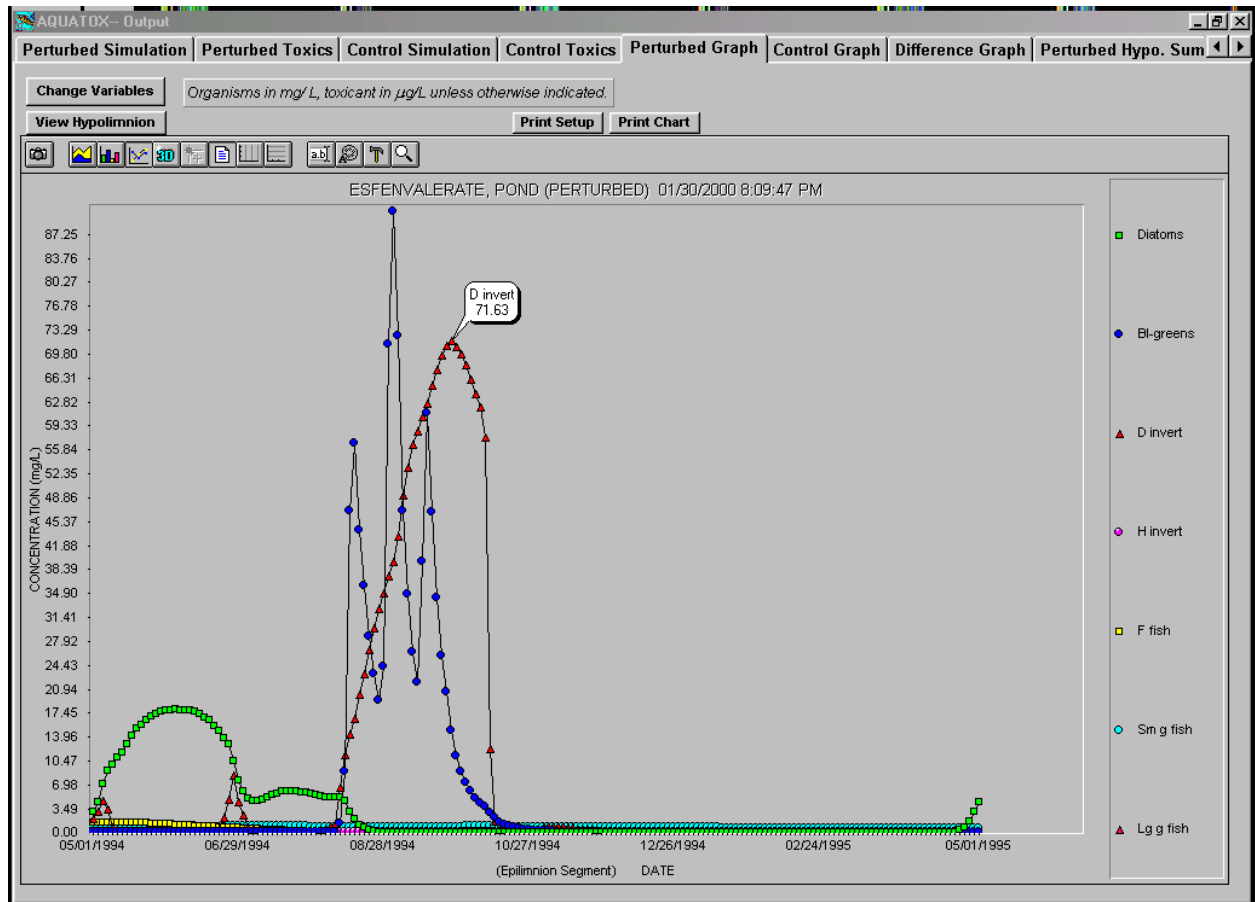 AQUATOX-- Output
Perturbed Simulation Perturbed Toxics Control Simulation Control Toxics Perturbed Graph Control Graph Difference Graph Perturbed Hypo. Sum
Change Variables Organisms in mg/ L, toxicant in µg/L unless otherwise indicated.
View Hypolimnion Print Setup Print Chart
3D a.b
ESFENVALERATE, POND (PERTURBED) 01/30/2000 8:09:47 PM
CONCENTRATION (mg/L)
87.25
83.76
80.27
76.78
73.29
69.80
66.31
62.82
59.33
55.84
52.35
48.86
45.37
41.88
38.39
34.90
31.41
27.92
24.43
20.94
17.45
13.96
10.47
6.98
3.49
0.00
D invert
71.63
05/01/1994 06/29/1994 08/28/1994 10/27/1994 12/26/1994 02/24/1995 05/01/1995
(Epilimnion Segment) DATE
Diatoms
Bl-greens
D invert
H invert
F fish
Sm g fish
Lg g fish